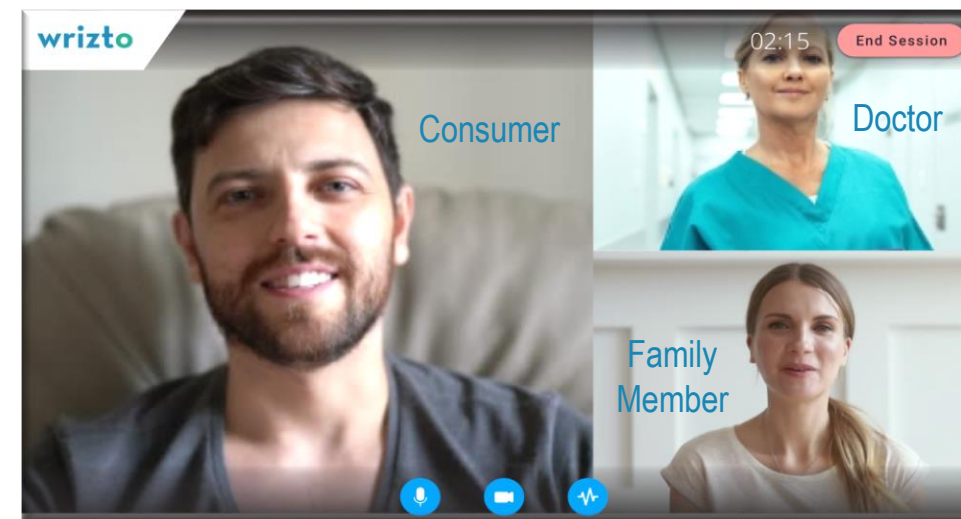 wrizto
02:15
End Session
Consumer
Doctor
Family
Member